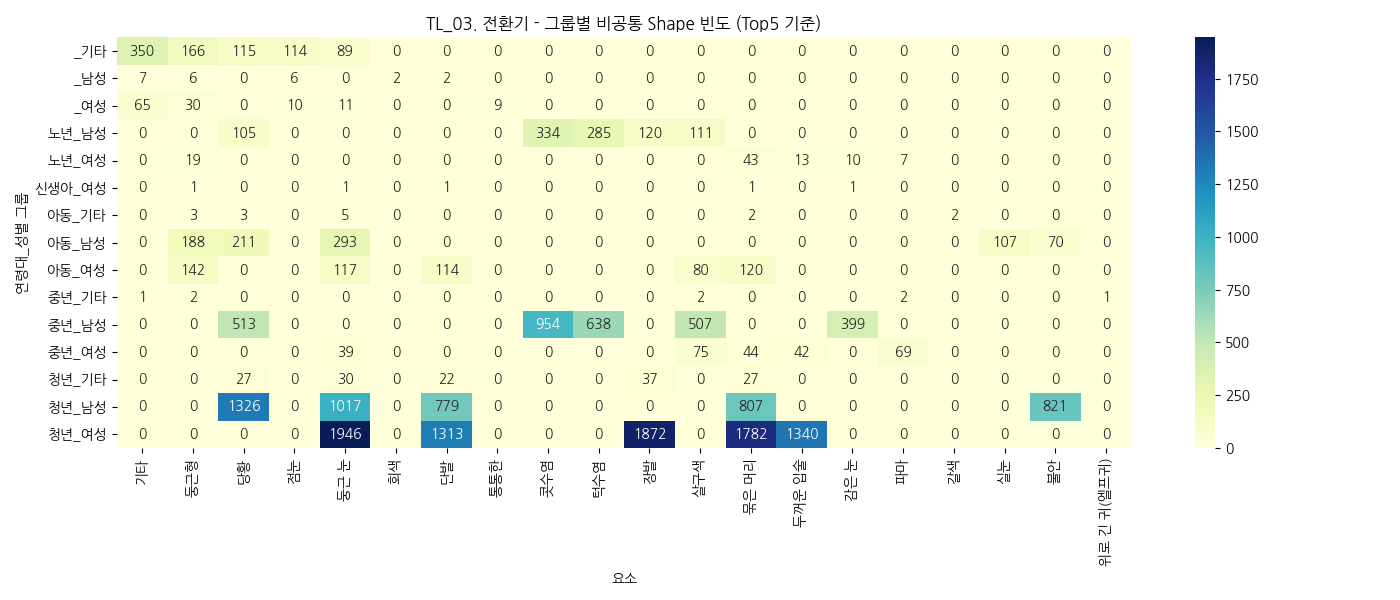 TL_03. 전환기 - 그룹별 비공통 Shape 빈도 (Top5 기준)
_기타 350 166 115 114 89 0 0 0 0 0 0 0 0 0 0 0 0 0 0 0
_남성 7 6 0 6 0 2 2 0 0 0 0 0 0 0 0 0 0 0 0 0
_여성 65 30 0 10 11 0 0 9 0 0 0 0 0 0 0 0 0 0 0 0
노년_남성 0 0 105 0 0 0 0 0 334 285 120 111 0 0 0 0 0 0 0 0
노년_여성 0 19 0 0 0 0 0 0 0 0 0 0 43 13 10 7 0 0 0 0
신생아_여성 0 1 0 0 1 0 1 0 0 0 0 0 1 0 1 0 0 0 0 0
아동_기타 0 3 3 0 5 0 0 0 0 0 0 0 2 0 0 0 2 0 0 0
아동_남성 0 188 211 0 293 0 0 0 0 0 0 0 0 0 0 0 0 107 70 0
아동_여성 0 142 0 0 117 0 114 0 0 0 0 80 120 0 0 0 0 0 0 0
중년_기타 1 2 0 0 0 0 0 0 0 0 0 2 0 0 0 2 0 0 0 1
중년_남성 0 0 513 0 0 0 0 0 954 638 0 507 0 0 399 0 0 0 0 0
중년_여성 0 0 0 0 39 0 0 0 0 0 0 75 44 42 0 69 0 0 0 0
청년_기타 0 0 27 0 30 0 22 0 0 0 37 0 27 0 0 0 0 0 0 0
청년_남성 0 0 1326 0 1017 0 779 0 0 0 0 0 807 0 0 0 0 0 821 0
청년_여성 0 0 0 0 1946 0 1313 0 0 0 1872 0 1782 1340 0 0 0 0 0 0
연령대_성별 그룹
기타
둥근형
당황
점눈
둥근 눈
회색
단발
통통한
콧수염
턱수염
장발
살구색
묶은 머리
두꺼운 입술
감은 눈
파마
갈색
실눈
불안
위로 긴 귀(엘프귀)
요소
1750
1500
1250
1000
750
500
250
0